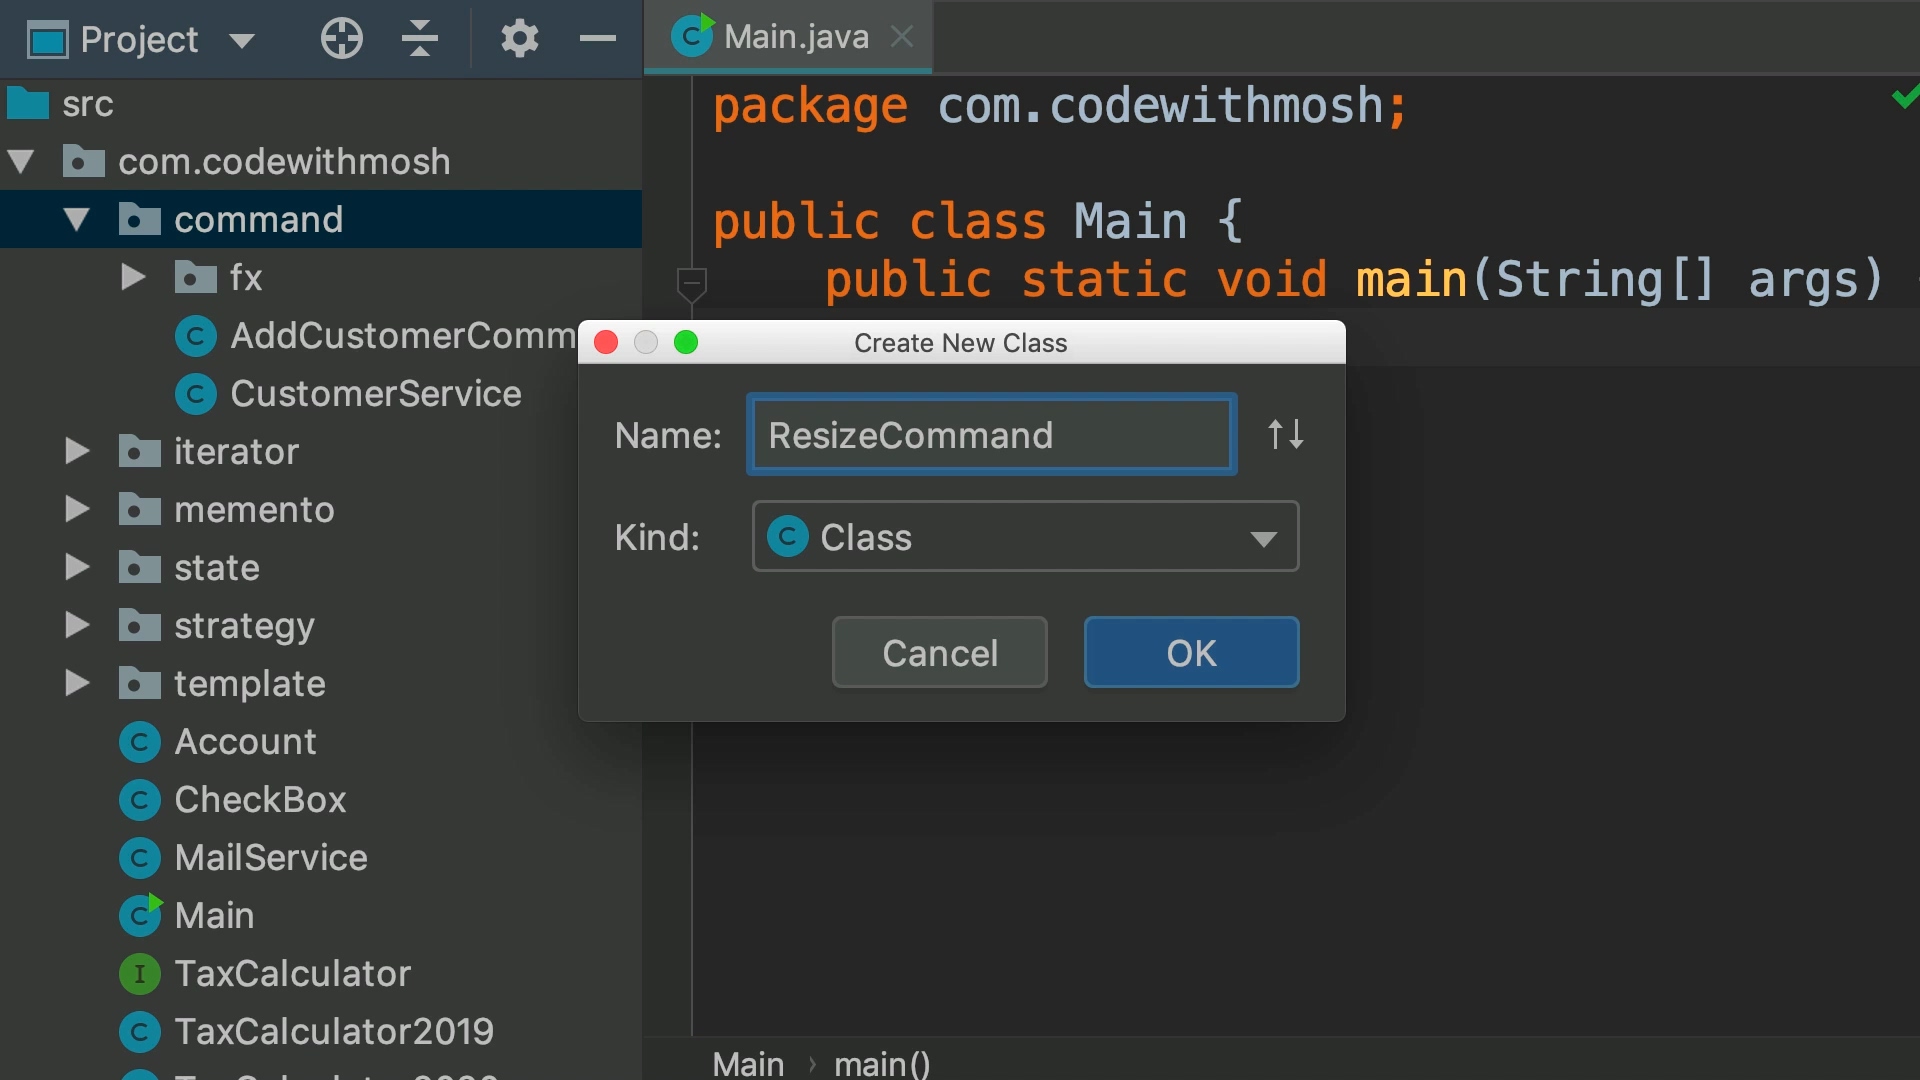 Project
src
com.codewithmosh
command
fx
AddCustomerComm
CustomerService
iterator
memento
state
strategy
template
Account
CheckBox
MailService
Main
TaxCalculator
TaxCalculator2019
Main.java
package com.codewithmosh;
public class Main {
public static void main(String[] args)
Create New Class
Name: ResizeCommand
Kind: Class
Cancel OK
Main › main()